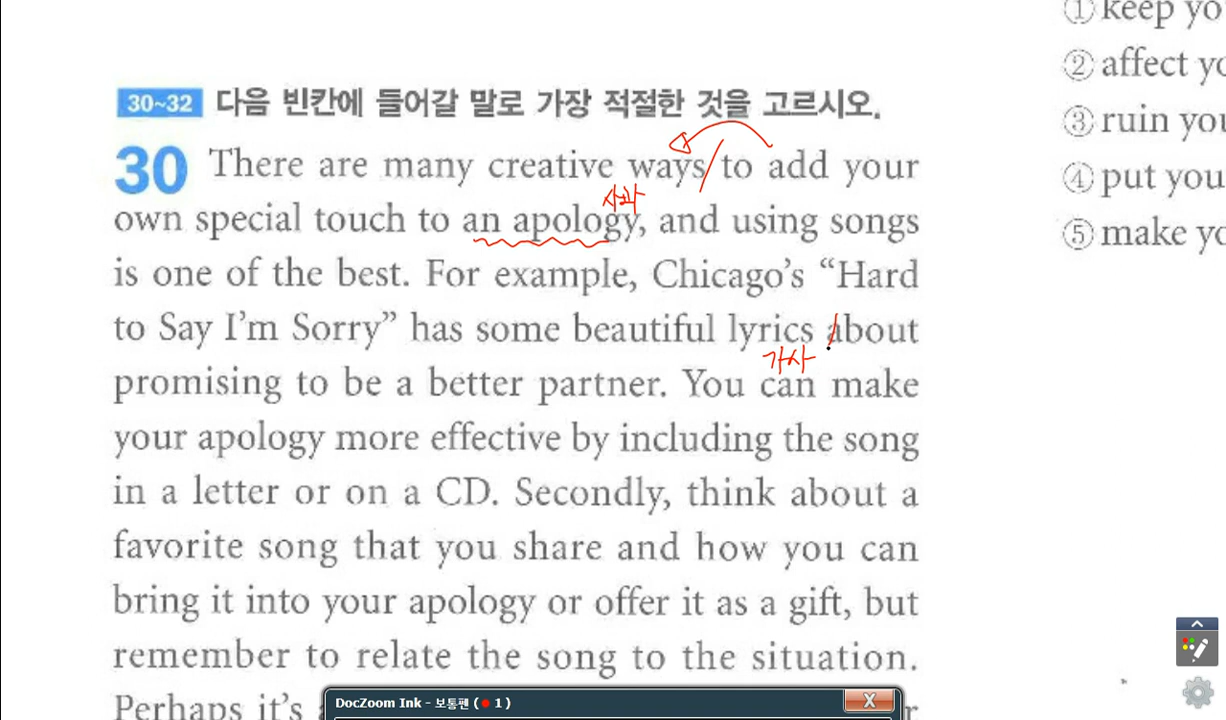 ① keep yo
② affect yo
30~32 다음 빈칸에 들어갈 말로 가장 적절한 것을 고르시오.
③ ruin you
30 There are many creative ways to add your
④ put you
사과
own special touch to an apology, and using songs
⑤ make yo
is one of the best. For example, Chicago's “Hard
to Say I'm Sorry” has some beautiful lyrics about
가사
promising to be a better partner. You can make
your apology more effective by including the song
in a letter or on a CD. Secondly, think about a
favorite song that you share and how you can
bring it into your apology or offer it as a gift, but
remember to relate the song to the situation.
Perhaps it's
DocZoom Ink - 보통펜 ( 1 )
X